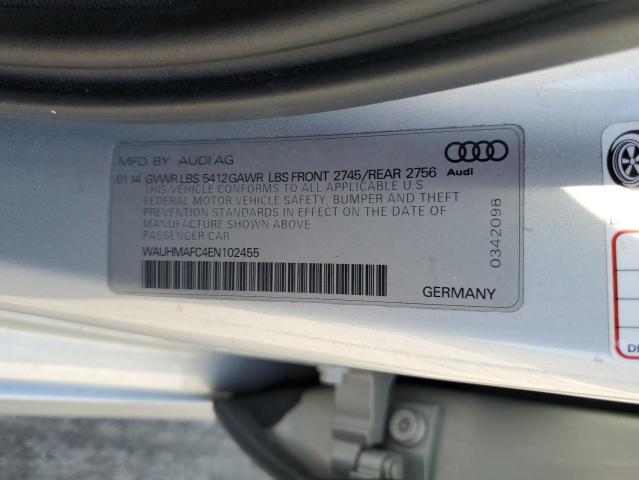 MFD. BY AUDI AG
Audi
01 14 GVWR LBS 5412 GAWR LBS FRONT 2745/REAR 2756
THIS VEHICLE CONFORMS TO ALL APPLICABLE U.S
FEDERAL MOTOR VEHICLE SAFETY, BUMPER AND THEFT
PREVENTION STANDARDS IN EFFECT ON THE DATE OF
MANUFACTURE SHOWN ABOVE
PASSENGER CAR
WAUHMAFC4EN102455
GERMANY
0342098